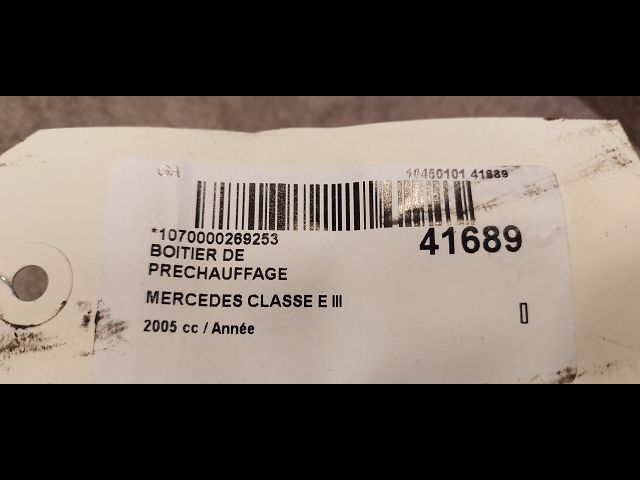 GA
16450101 41689
*1070000269253
41689
BOITIER DE
PRECHAUFFAGE
MERCEDES CLASSE E III
2005 cc / Année